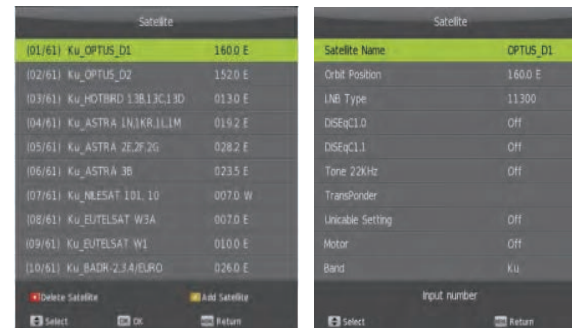 Satellite
(01/61) Ku_OPTUS_D1 160.0 E
(02/61) Ku_OPTUS_D2 152.0 E
(03/61) Ku_HOTBIRD 13B,13C,13D 013.0 E
(04/61) Ku_ASTRA 1N,1KR,1L,1M 019.2 E
(05/61) Ku_ASTRA 2E,2F,2G 028.2 E
(06/61) Ku_ASTRA 3B 023.5 E
(07/61) Ku_NILESAT 101, 10 007.0 W
(08/61) Ku_EUTELSAT W3A 007.0 E
(09/61) Ku_EUTELSAT W1 010.0 E
(10/61) Ku_BADR-2,3,4/EURO 026.0 E
Delete Satellite Add Satellite
Select OK OK Return
Satellite
Satellite Name OPTUS_D1
Orbit Position 160.0 E
LNB Type 11300
DiSEqC1.0 Off
DiSEqC1.1 Off
Tone 22KHz Off
TransPonder
Unicable Setting Off
Motor Off
Band Ku
Input number
Select Return